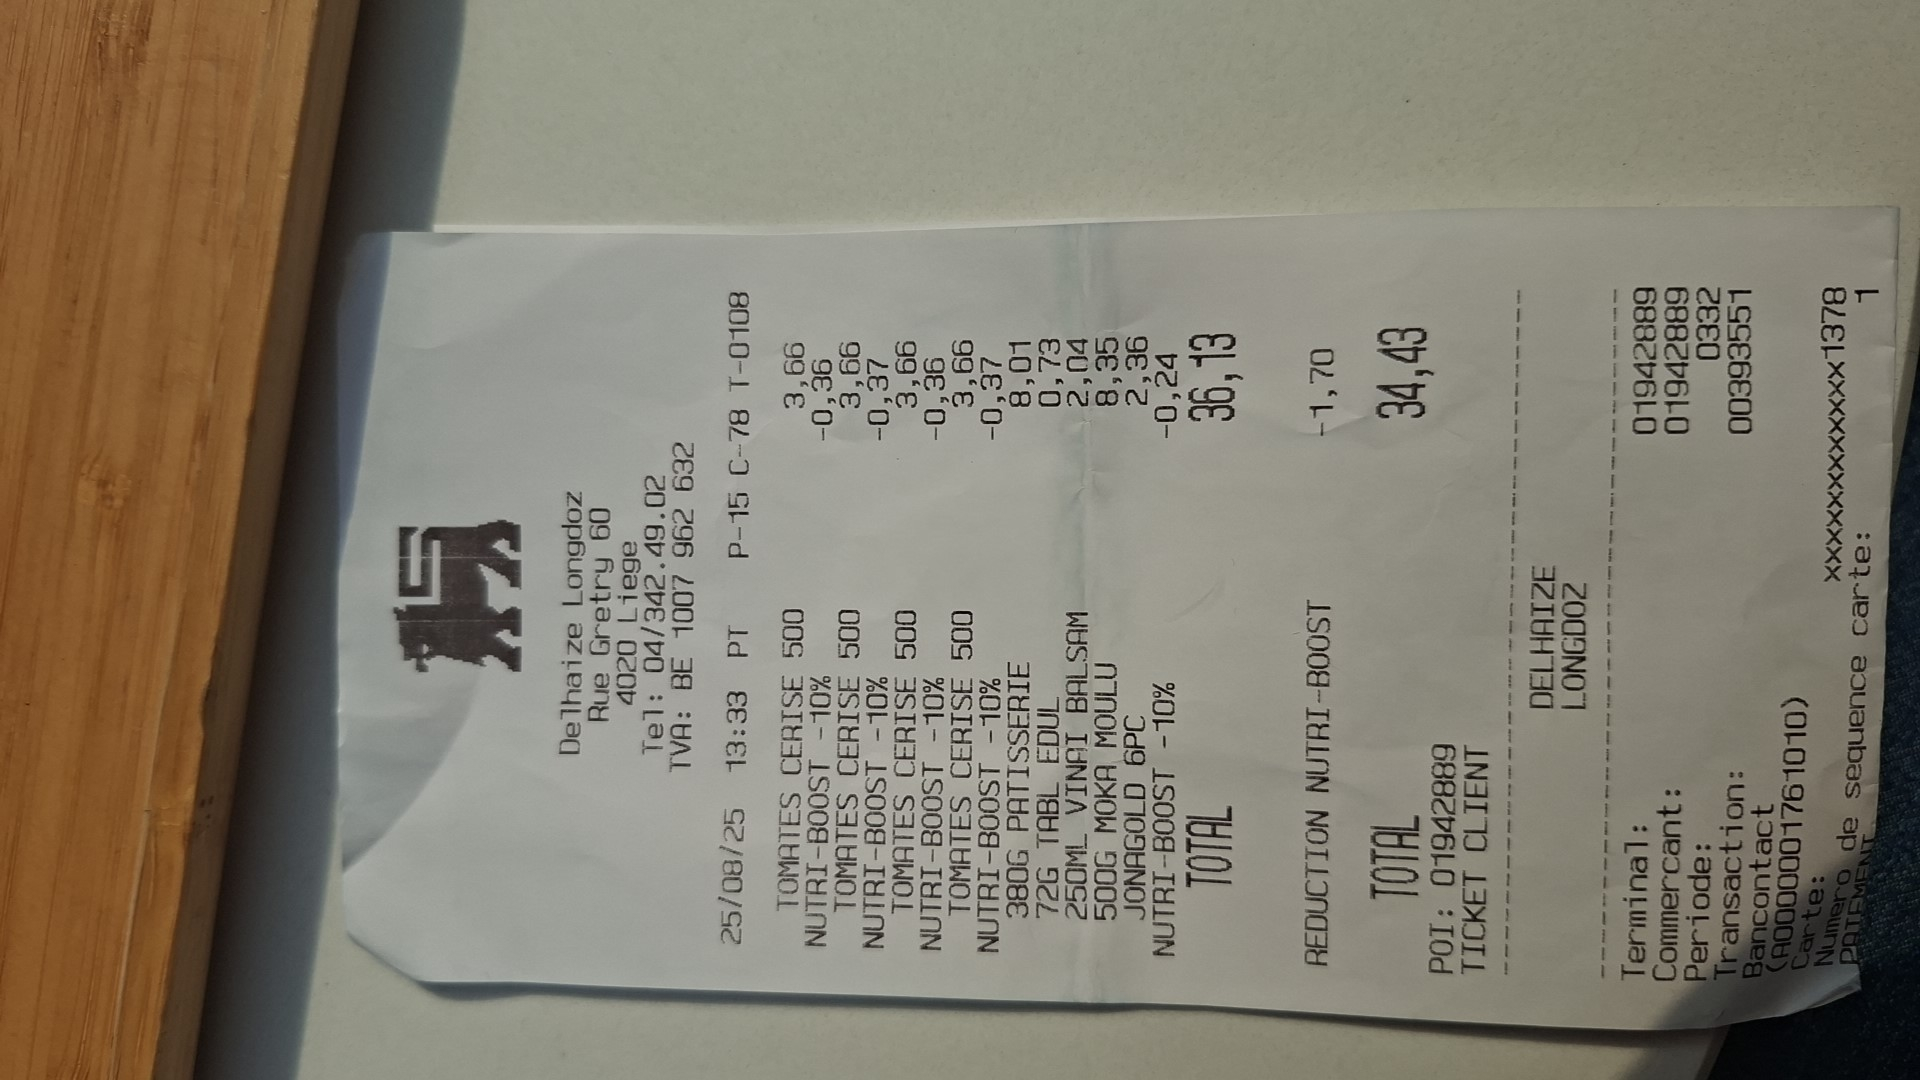 Delhaize Longdoz
Rue Gretry 60
4020 Liege
Tel: 04/342.49.02
TVA: BE 1007 962 632
25/08/25 13:33 PT P-15 C-78 T-0108
TOMATES CERISE 500 3,66
NUTRI-BOOST -10% -0,36
TOMATES CERISE 500 3,66
NUTRI-BOOST -10% -0,37
TOMATES CERISE 500 3,66
NUTRI-BOOST -10% -0,36
TOMATES CERISE 500 3,66
NUTRI-BOOST -10% -0,37
380G PATISSERIE 8,01
72G TABL EDUL 0,73
250ML VINAI BALSAM 2,04
500G MOKA MOULU 8,35
JONAGOLD 6PC 2,36
NUTRI-BOOST -10% -0,24
TOTAL 36,13
REDUCTION NUTRI-BOOST -1,70
TOTAL 34,43
POI: 01942889
TICKET CLIENT
DELHAIZE
LONGDOZ
Terminal: 01942889
Commercant: 01942889
Periode: 0332
Transaction: 00393551
Bancontact
(A0000001761010)
Carte: xxxxxxxxxxxxx1378
Numero de sequence carte: 1
PAIEMENT